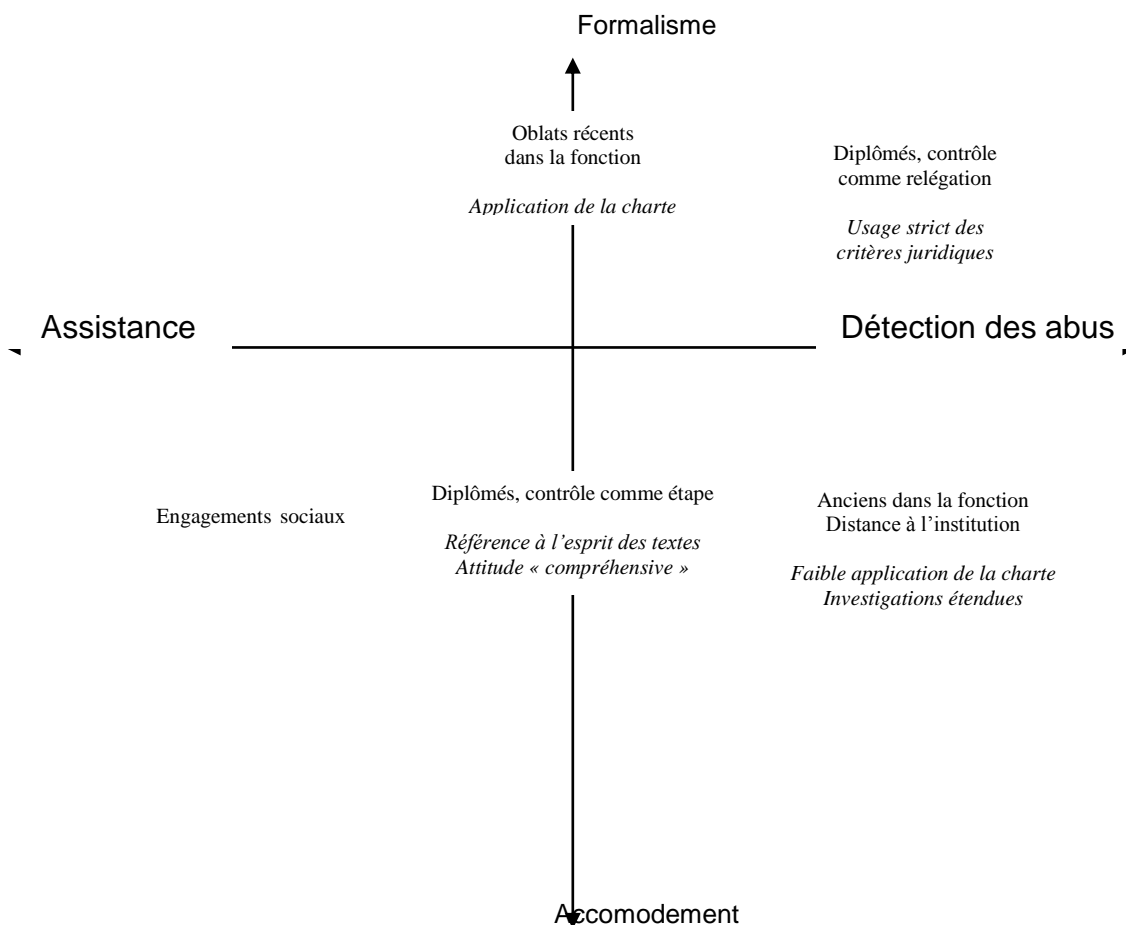 Formalisme
Oblats récents
dans la fonction
Application de la charte
Diplômés, contrôle
comme relégation
Usage strict des
critères juridiques
Assistance
Détection des abus
Engagements sociaux
Diplômés, contrôle comme étape
Référence à l’esprit des textes
Attitude « compréhensive »
Anciens dans la fonction
Distance à l’institution
Faible application de la charte
Investigations étendues
Accomodement